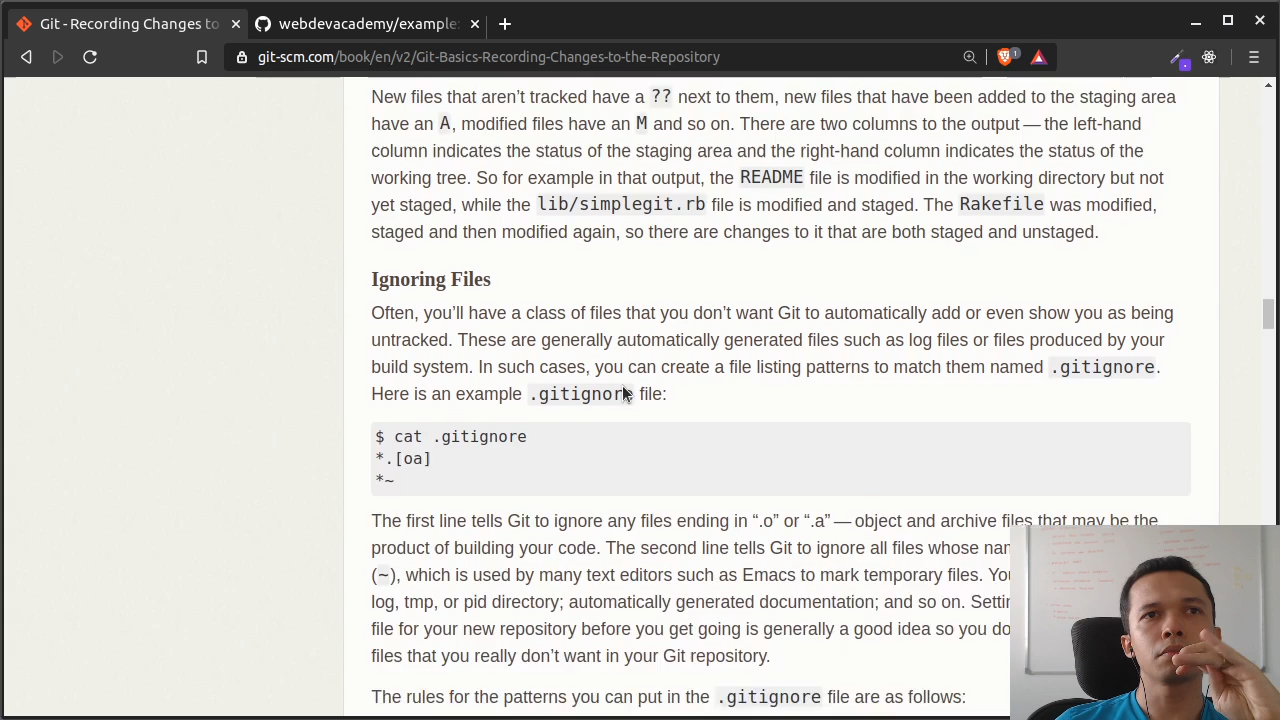 Git - Recording Changes to
webdevacademy/example
git-scm.com/book/en/v2/Git-Basics-Recording-Changes-to-the-Repository
1
New files that aren’t tracked have a ?? next to them, new files that have been added to the staging area
have an A, modified files have an M and so on. There are two columns to the output — the left-hand
column indicates the status of the staging area and the right-hand column indicates the status of the
working tree. So for example in that output, the README file is modified in the working directory but not
yet staged, while the lib/simplegit.rb file is modified and staged. The Rakefile was modified,
staged and then modified again, so there are changes to it that are both staged and unstaged.
Ignoring Files
Often, you’ll have a class of files that you don’t want Git to automatically add or even show you as being
untracked. These are generally automatically generated files such as log files or files produced by your
build system. In such cases, you can create a file listing patterns to match them named .gitignore.
Here is an example .gitignore file:
$ cat .gitignore
*.[oa]
*~
The first line tells Git to ignore any files ending in “.o” or “.a” — object and archive files that may be the
product of building your code. The second line tells Git to ignore all files whose nam
(~), which is used by many text editors such as Emacs to mark temporary files. You
log, tmp, or pid directory; automatically generated documentation; and so on. Settin
file for your new repository before you get going is generally a good idea so you do
files that you really don’t want in your Git repository.
The rules for the patterns you can put in the .gitignore file are as follows: